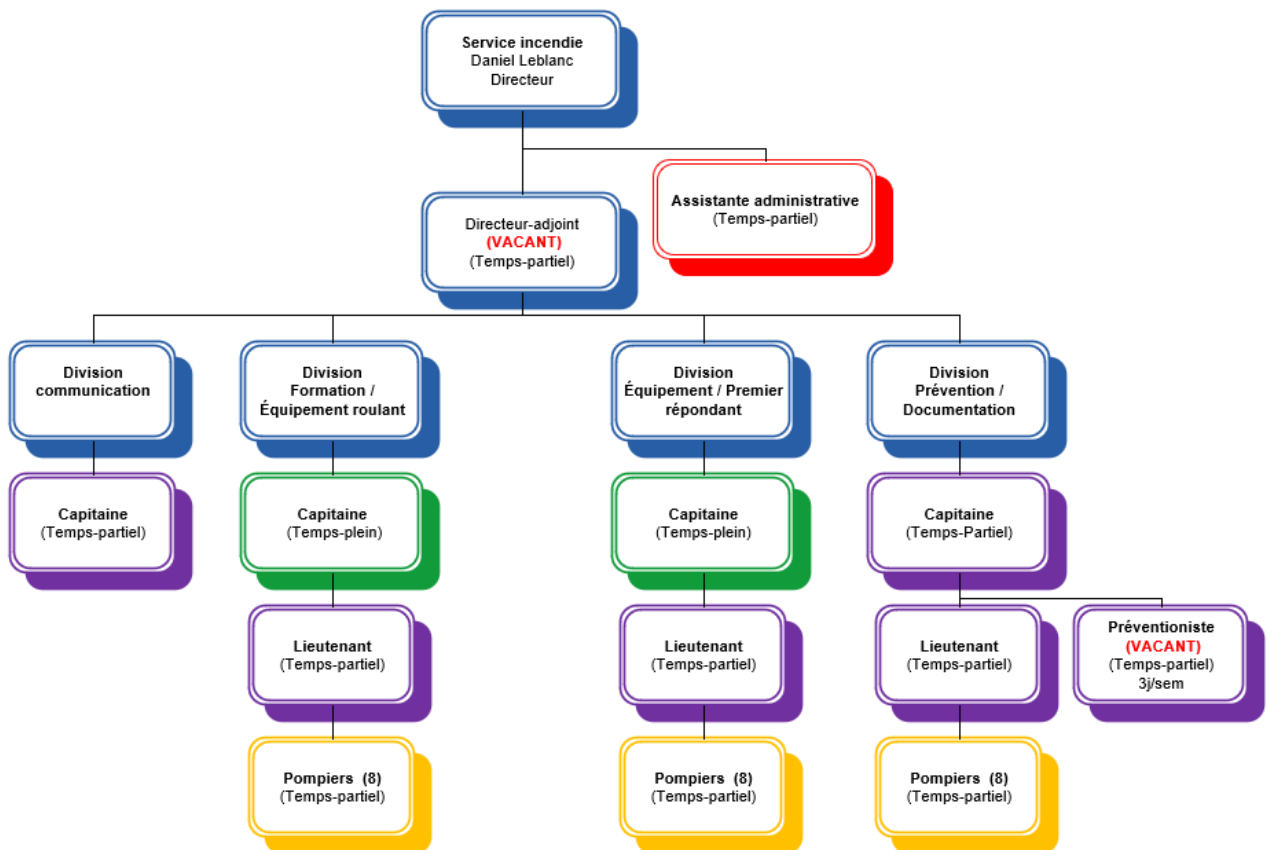 Service incendie
Daniel Leblanc
Directeur
Assistante administrative
(Temps-partiel)
Directeur-adjoint
(VACANT)
(Temps-partiel)
Division
communication
Division
Formation /
Équipement roulant
Division
Équipement / Premier
répondant
Division
Prévention /
Documentation
Capitaine
(Temps-partiel)
Capitaine
(Temps-plein)
Capitaine
(Temps-plein)
Capitaine
(Temps-Partiel)
Lieutenant
(Temps-partiel)
Lieutenant
(Temps-partiel)
Lieutenant
(Temps-partiel)
Préventioniste
(VACANT)
(Temps-partiel)
3j/sem
Pompiers (8)
(Temps-partiel)
Pompiers (8)
(Temps-partiel)
Pompiers (8)
(Temps-partiel)